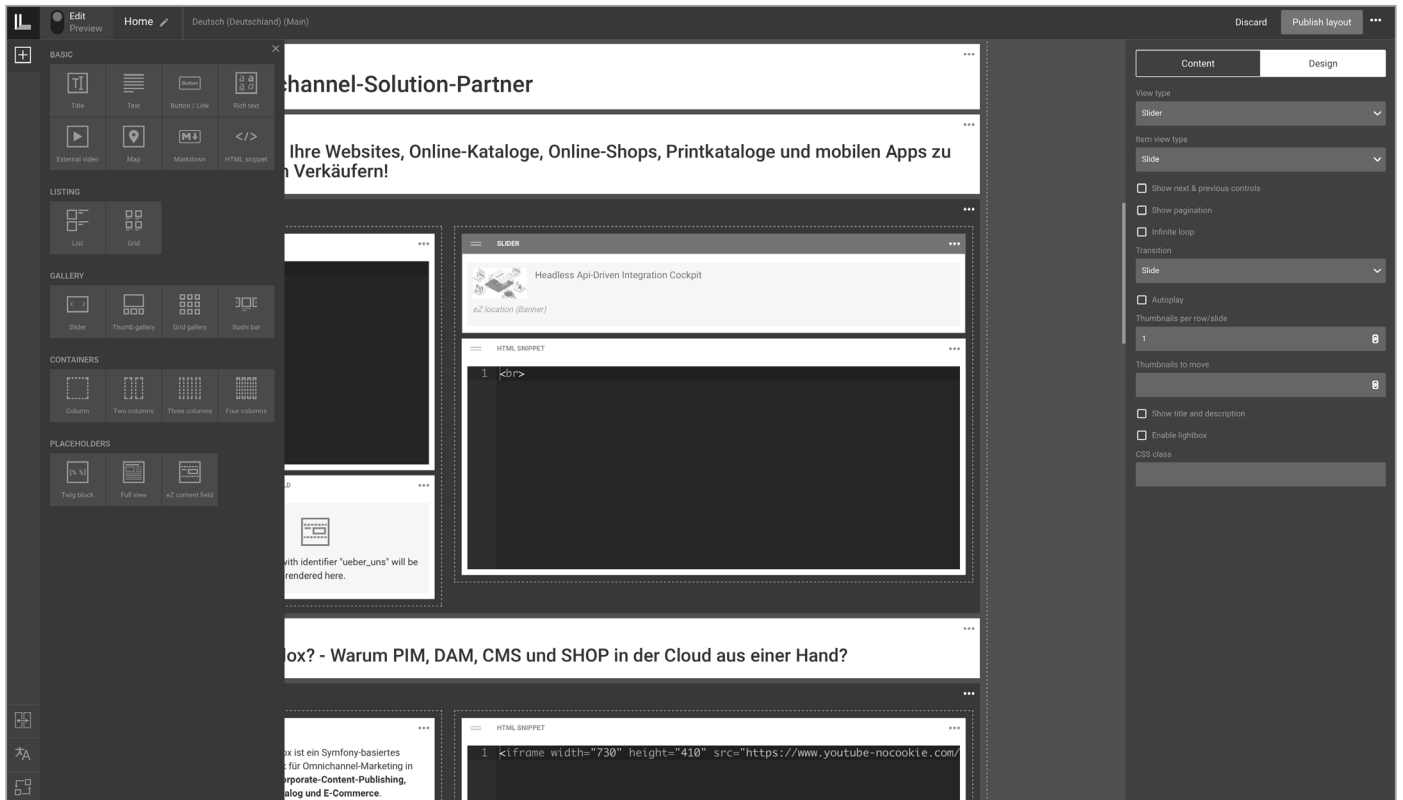 Edit
Preview
Home
Deutsch (Deutschland) (Main)
Discard
Publish layout
BASIC
Title
Text
Button
Button / Link
Rich text
External video
Map
Markdown
HTML snippet
LISTING
List
Grid
GALLERY
Slider
Thumb gallery
Grid gallery
Sushi bar
CONTAINERS
Column
Two columns
Three columns
Four columns
PLACEHOLDERS
Twig block
Full view
eZ content field
channel-Solution-Partner
Ihre Websites, Online-Kataloge, Online-Shops, Printkataloge und mobilen Apps zu
n Verkäufern!
SLIDER
Headless Api-Driven Integration Cockpit
eZ location (Banner)
HTML SNIPPET
1 <br>
LD
with identifier "ueber_uns" will be
rendered here.
lox? - Warum PIM, DAM, CMS und SHOP in der Cloud aus einer Hand?
ox ist ein Symfony-basiertes
k für Omnichannel-Marketing in
orporate-Content-Publishing,
alog und E-Commerce.
HTML SNIPPET
1 <iframe width="730" height="410" src="https://www.youtube-nocookie.com/
Content
Design
View type
Slider
Item view type
Slide
Show next & previous controls
Show pagination
Infinite loop
Transition
Slide
Autoplay
Thumbnails per row/slide
1
Thumbnails to move
Show title and description
Enable lightbox
CSS class